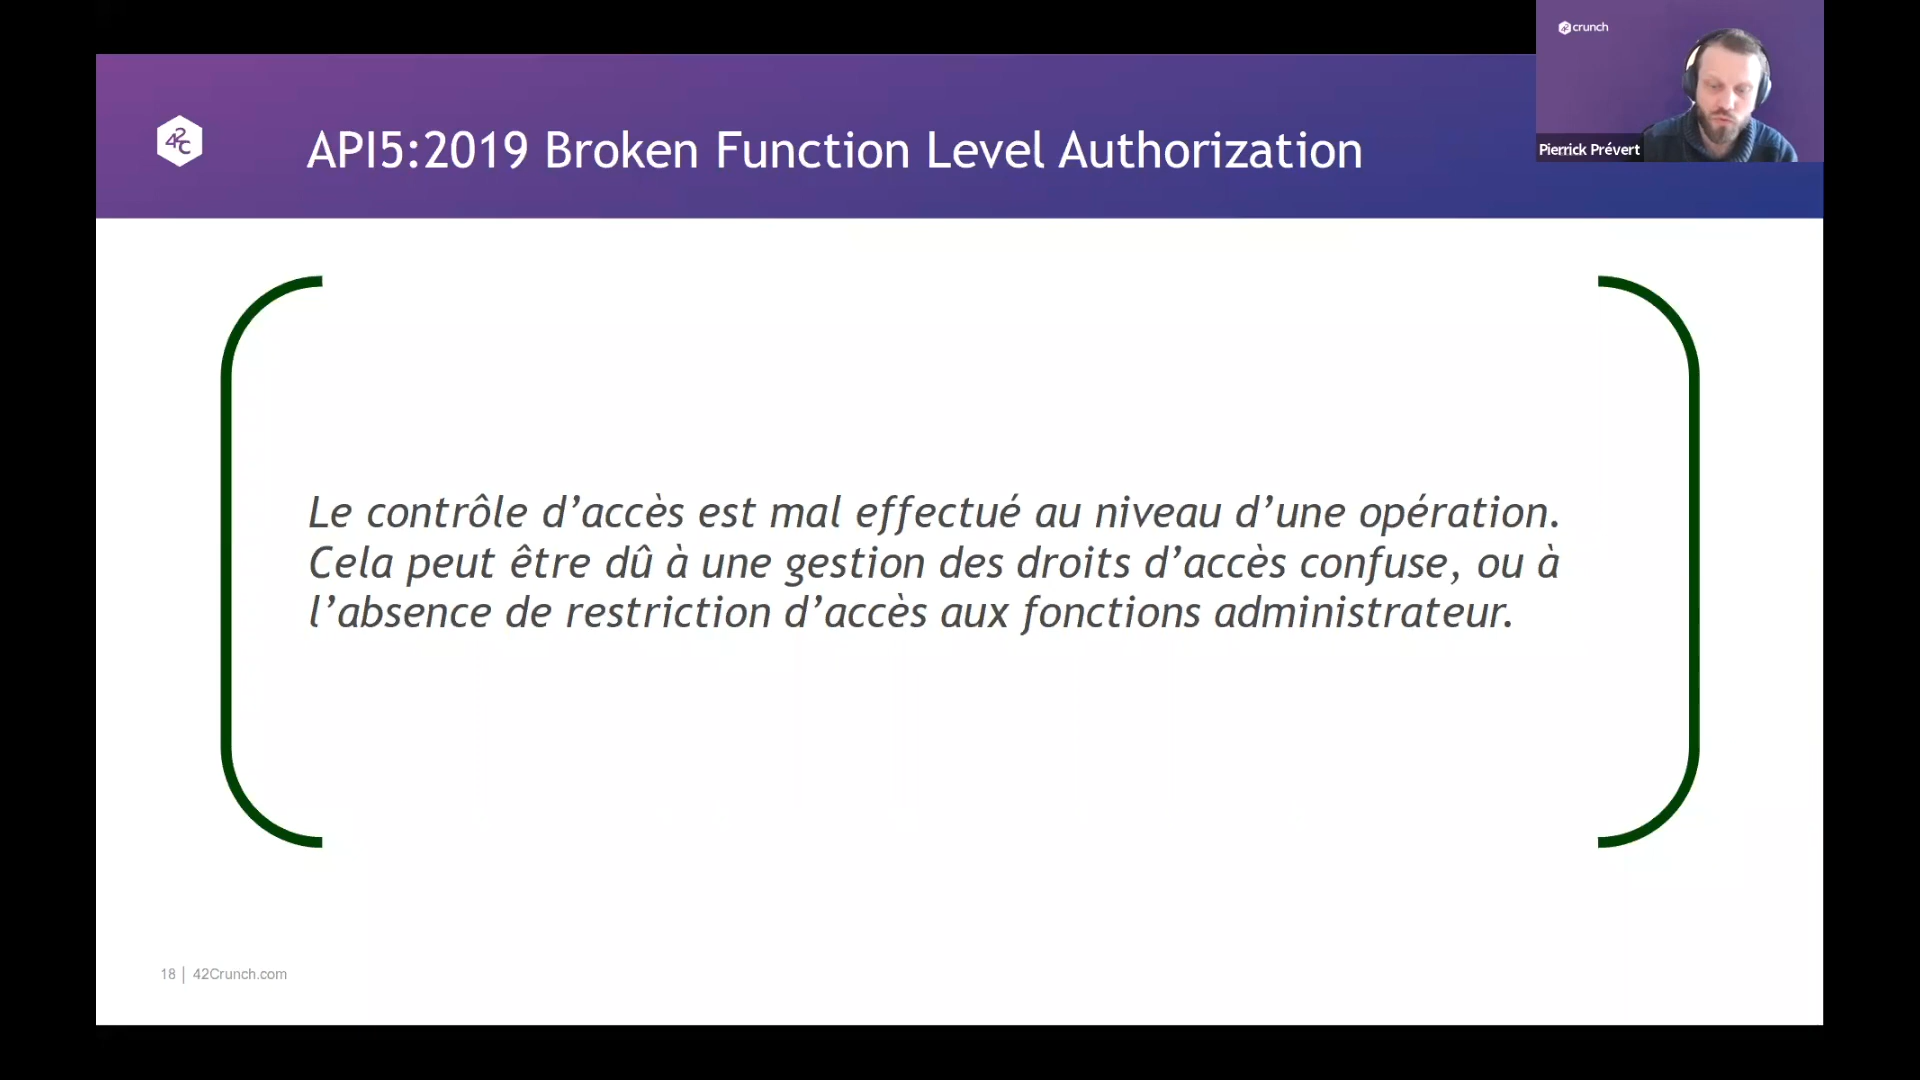 crunch
Pierrick Prévert
42c
API5:2019 Broken Function Level Authorization
Le contrôle d’accès est mal effectué au niveau d’une opération.
Cela peut être dû à une gestion des droits d’accès confuse, ou à
l’absence de restriction d’accès aux fonctions administrateur.
18 | 42Crunch.com